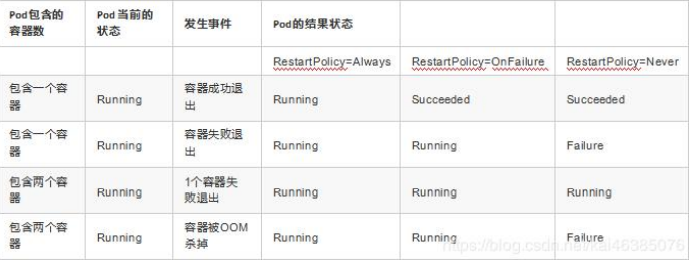 Pod包含的容器数 Pod当前的状态 发生事件 Pod的结果状态
RestartPolicy=Always RestartPolicy=OnFailure RestartPolicy=Never
包含一个容器 Running 容器成功退出 Running Succeeded Succeeded
包含一个容器 Running 容器失败退出 Running Running Failure
包含两个容器 Running 1个容器失败退出 Running Running Running
包含两个容器 Running 容器被OOM杀掉 Running Running Failure
https://blog.csdn.net/kai46385076